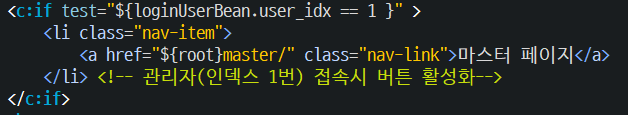 <c:if test="${loginUserBean.user_idx == 1 }" >
<li class="nav-item">
<a href="${root}master/" class="nav-link">마스터 페이지</a>
</li> <!-- 관리자(인덱스 1번) 접속시 버튼 활성화-->
</c:if>